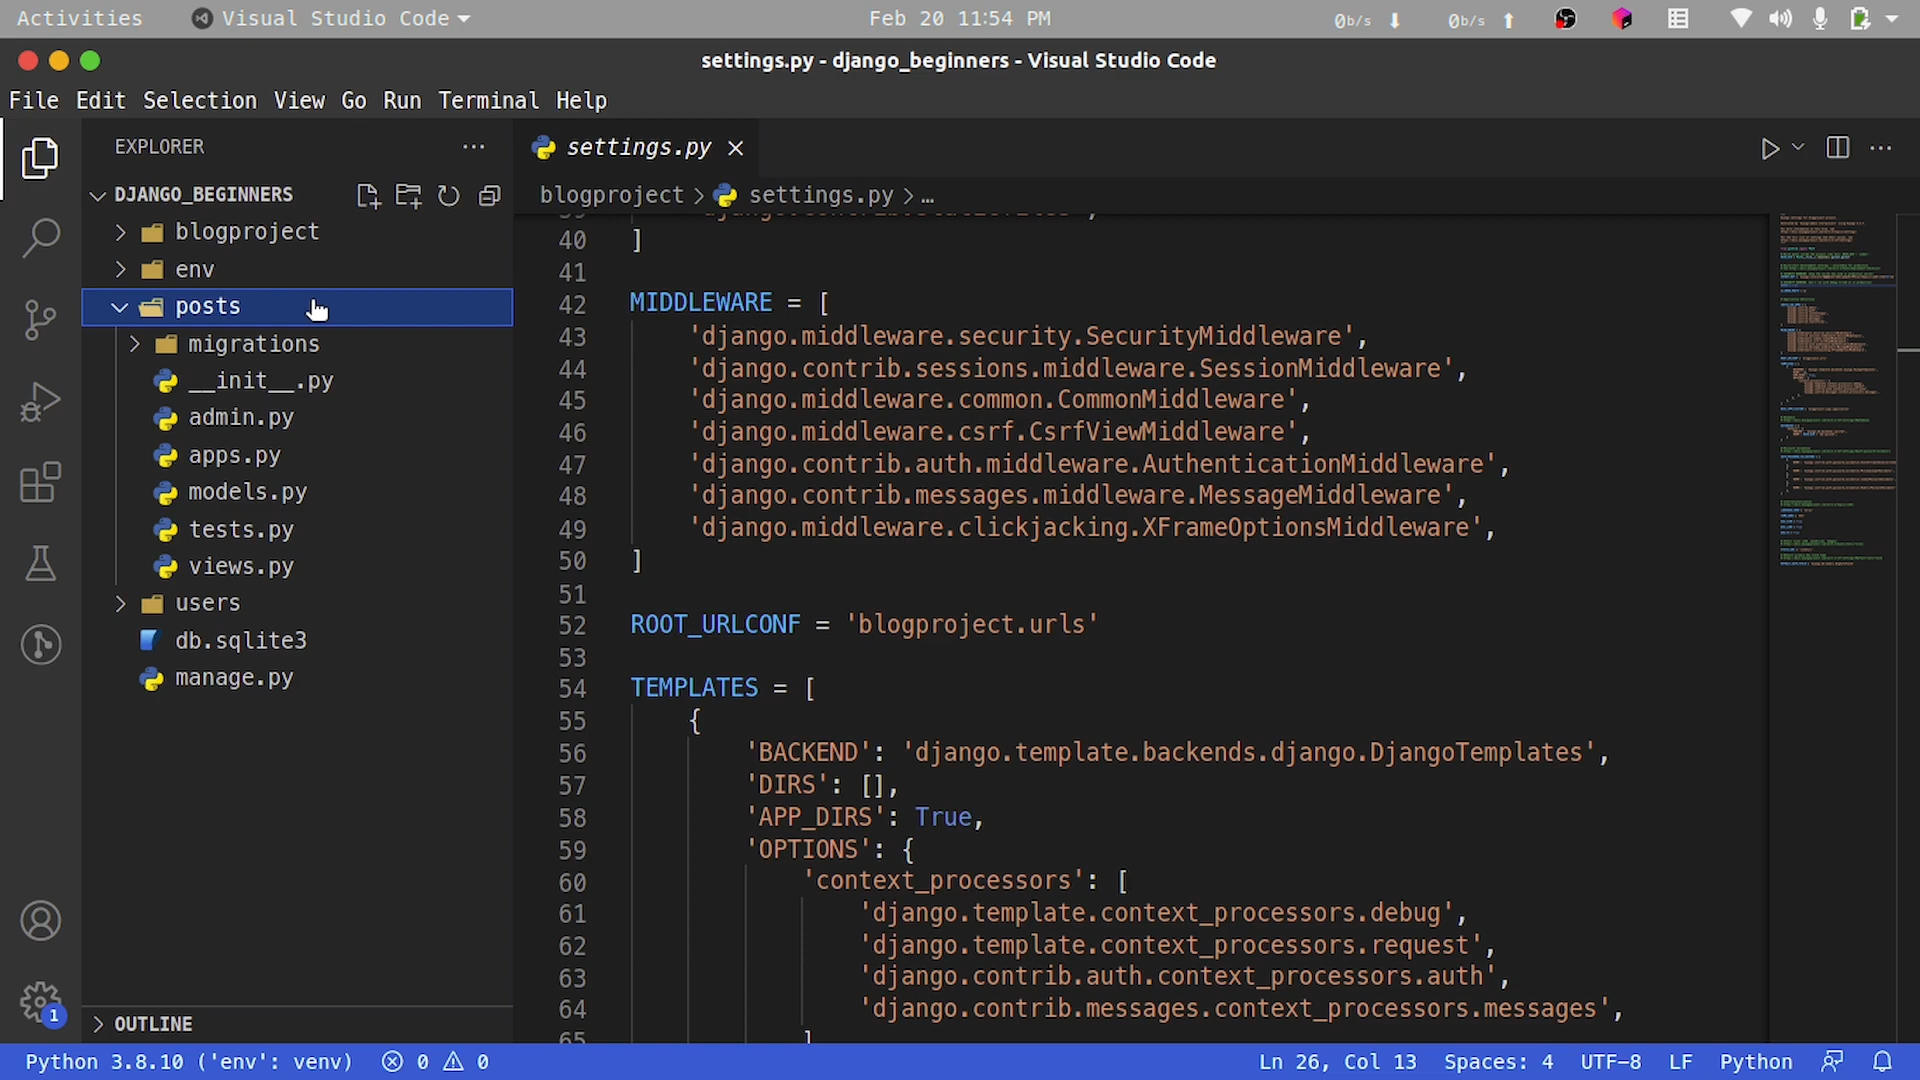 Activities
Visual Studio Code
Feb 20 11:54 PM
0b/s
0b/s
settings.py - django_beginners - Visual Studio Code
File Edit Selection View Go Run Terminal Help
EXPLORER
settings.py
DJANGO_BEGINNERS
blogproject > settings.py > …
blogproject
env
posts
migrations
__init__.py
admin.py
apps.py
models.py
tests.py
views.py
users
db.sqlite3
manage.py
OUTLINE
40 ]
41
42 MIDDLEWARE = [
43 'django.middleware.security.SecurityMiddleware',
44 'django.contrib.sessions.middleware.SessionMiddleware',
45 'django.middleware.common.CommonMiddleware',
46 'django.middleware.csrf.CsrfViewMiddleware',
47 'django.contrib.auth.middleware.AuthenticationMiddleware',
48 'django.contrib.messages.middleware.MessageMiddleware',
49 'django.middleware.clickjacking.XFrameOptionsMiddleware',
50 ]
51
52 ROOT_URLCONF = 'blogproject.urls'
53
54 TEMPLATES = [
55 {
56 'BACKEND': 'django.template.backends.django.DjangoTemplates',
57 'DIRS': [],
58 'APP_DIRS': True,
59 'OPTIONS': {
60 'context_processors': [
61 'django.template.context_processors.debug',
62 'django.template.context_processors.request',
63 'django.contrib.auth.context_processors.auth',
64 'django.contrib.messages.context_processors.messages',
65 ]
1
Python 3.8.10 ('env': venv) 0 0
Ln 26, Col 13 Spaces: 4 UTF-8 LF Python